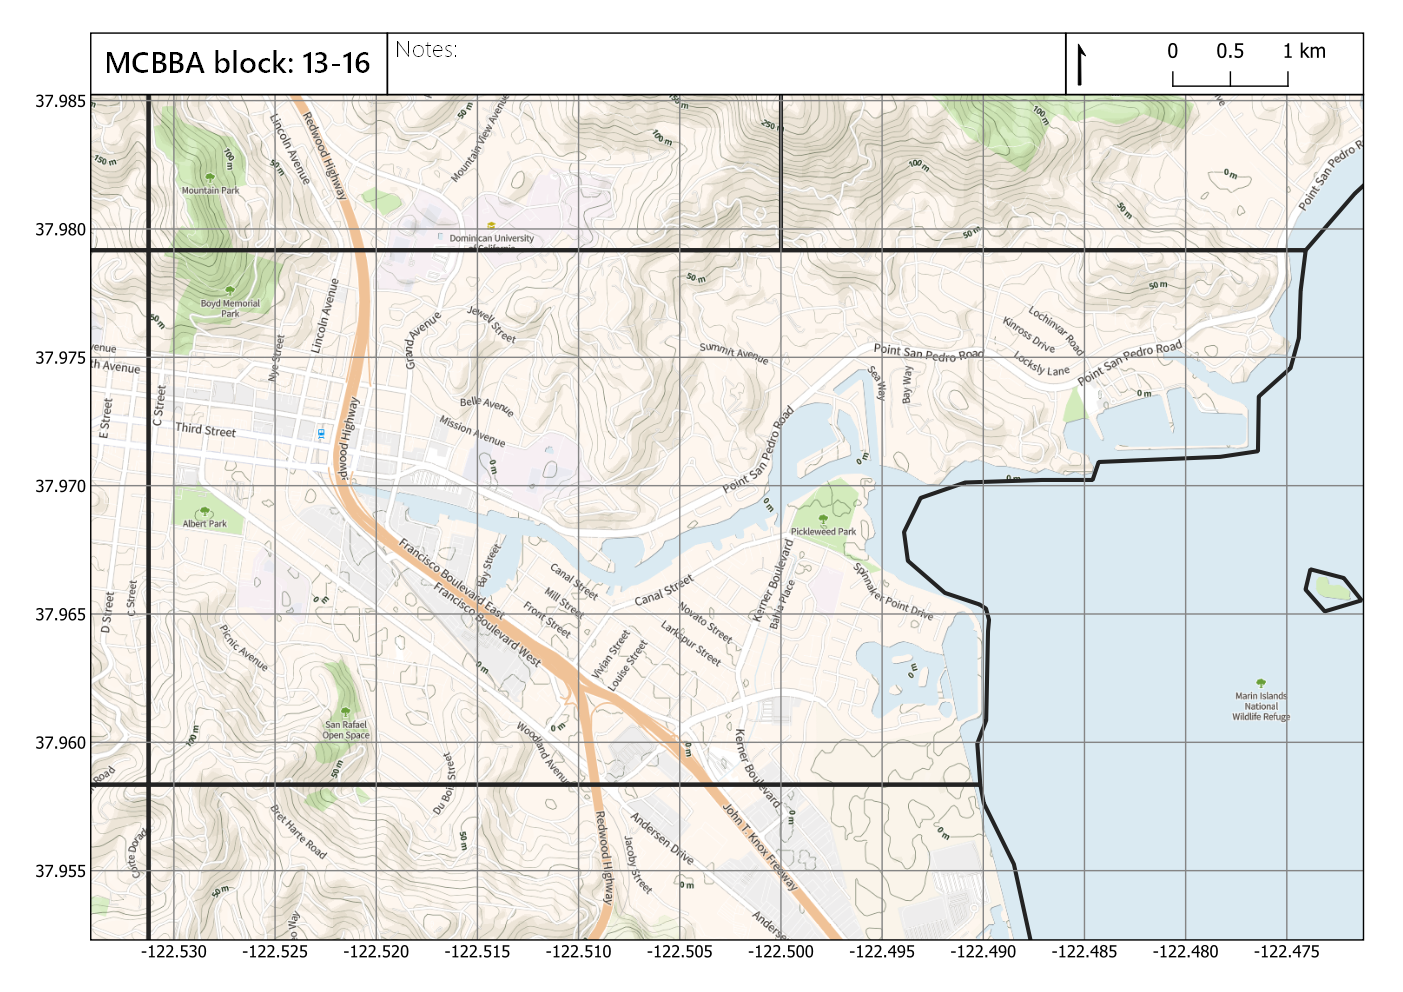 MCBBA block: 13-16
Notes:
0 0.5 1 km
37.985
37.980
37.975
37.970
37.965
37.960
37.955
-122.530 -122.525 -122.520 -122.515 -122.510 -122.505 -122.500 -122.495 -122.490 -122.485 -122.480 -122.475
Lincoln Avenue
Redwood Highway
Mountain View Avenue
50 m
50 m
100 m
250 m
100 m
100 m
150 m
100 m
50 m
Mountain Park
0 m
50 m
50 m
Point San Pedro R
Dominican University
Boyd Memorial
Park
50 m
50 m
50 m
Lincoln Avenue
Nye Street
Grand Avenue
Jewell Street
Summit Avenue
Point San Pedro Road
Lochinvar Road
Kinross Drive
Locksly Lane
Point San Pedro Road
venue
th Avenue
E Street
C Street
Third Street
dwood Highway
Belle Avenue
Mission Avenue
0 m
Sea Way
Bay Way
0 m
Point San Pedro Road
0 m
0 m
0 m
Albert Park
Pickleweed Park
Francisco Boulevard East
Francisco Boulevard West
Bay Street
Canal Street
Mill Street
Front Street
Canal Street
Novato Street
Larkspur Street
Kerner Boulevard
Bahia Place
Spinnaker Point Drive
D Street
C Street
Picnic Avenue
0 m
0 m
Vivian Street
Louise Street
0 m
Marin Islands
National
Wildlife Refuge
San Rafael
Open Space
100 m
50 m
Woodland Avenue
0 m
0 m
Kerner Boulevard
Road
Du Bois Street
Bret Harte Road
50 m
50 m
Redwood Highway
Andersen Drive
Jacoby Street
0 m
John T. Knox Freeway
0 m
0 m
Anderse